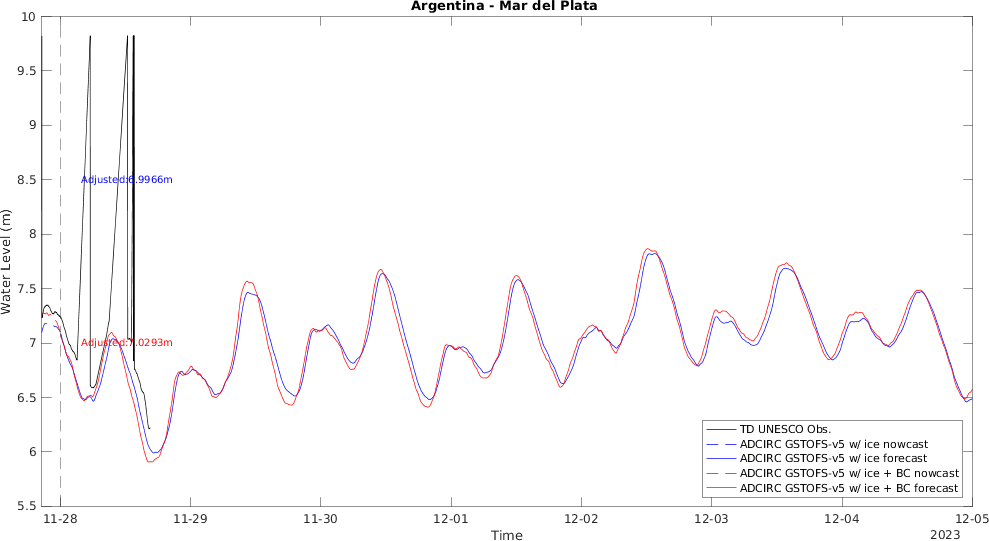 Argentina - Mar del Plata
10
9.5
9
8.5
8
7.5
7
6.5
6
5.5
Water Level (m)
Adjusted:6.9966m
Adjusted:7.0293m
TD UNESCO Obs.
ADCIRC GSTOFS-v5 w/ ice nowcast
ADCIRC GSTOFS-v5 w/ ice forecast
ADCIRC GSTOFS-v5 w/ ice + BC nowcast
ADCIRC GSTOFS-v5 w/ ice + BC forecast
11-28 11-29 11-30 12-01 12-02 12-03 12-04 12-05
Time
2023